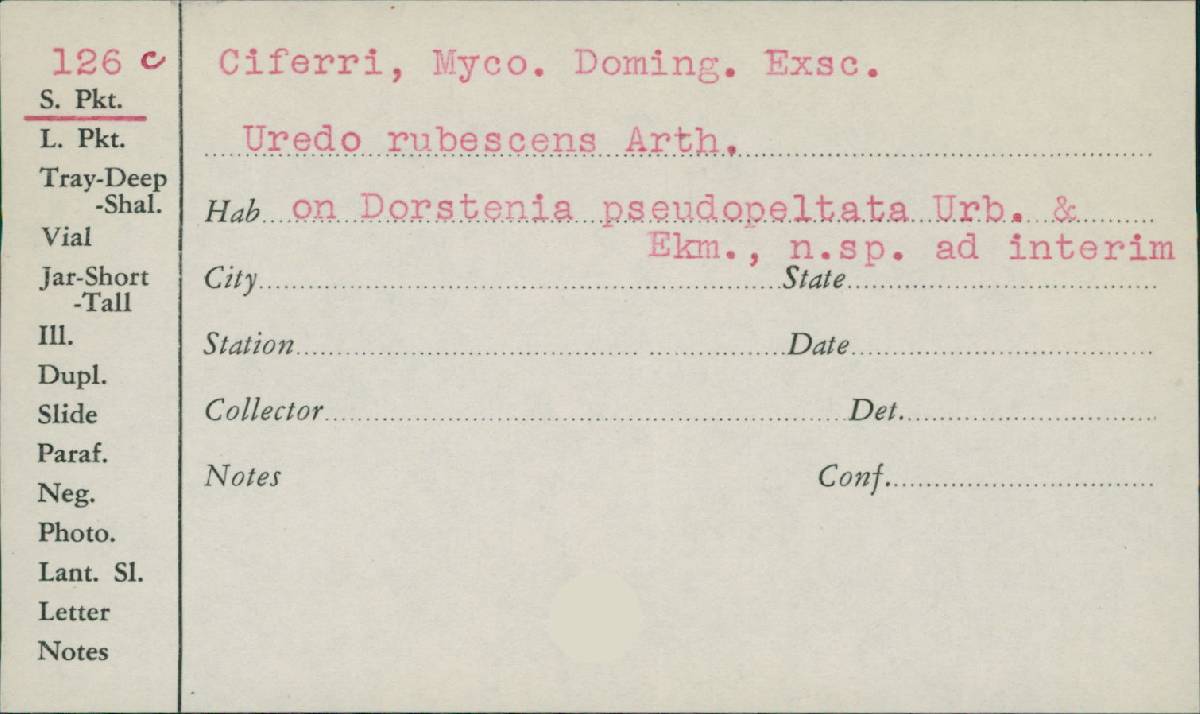 126 c
S. Pkt.
L. Pkt.
Tray-Deep
-Shal.
Vial
Jar-Short
-Tall
Ill.
Dupl.
Slide
Paraf.
Neg.
Photo.
Lant. Sl.
Letter
Notes
Ciferri, Myco. Doming. Exsc.
Uredo rubescens Arth.
Hab on Dorstenia pseudopeltata Urb. &
Ekm., n.sp. ad interim
City State
Station Date
Collector Det.
Notes Conf.